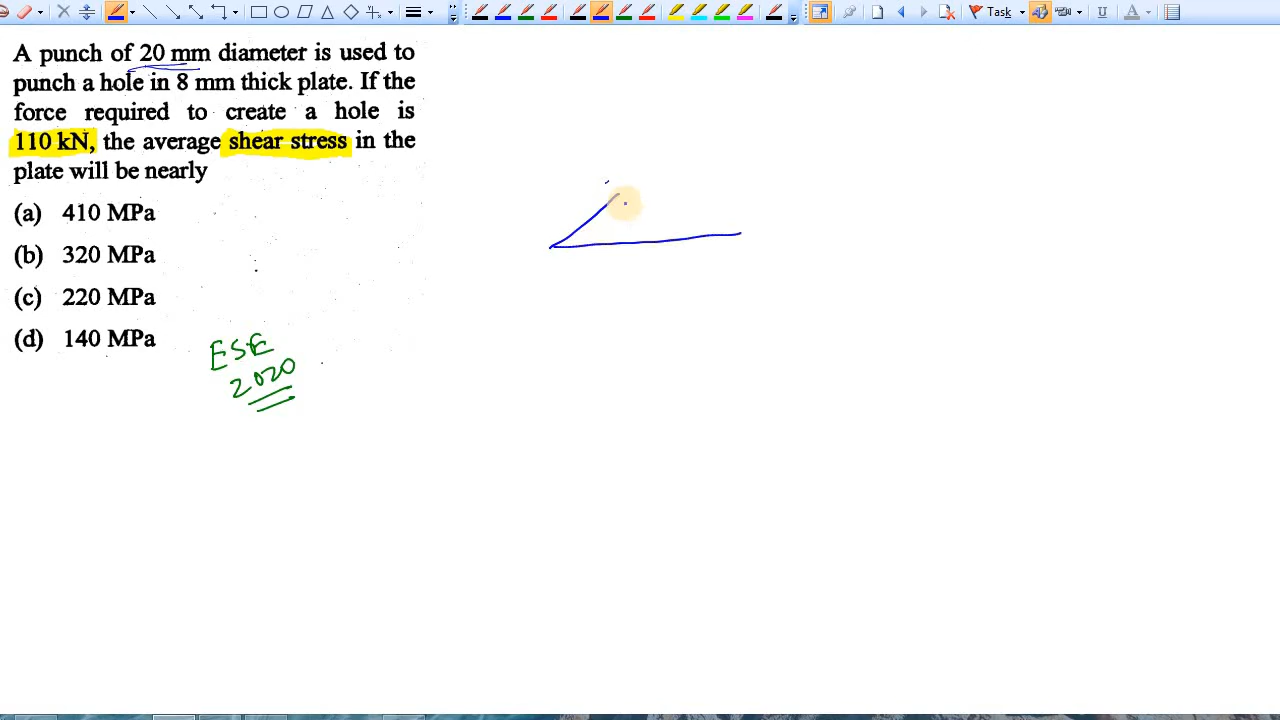 Task
U
A
A punch of 20 mm diameter is used to
punch a hole in 8 mm thick plate. If the
force required to create a hole is
110 kN, the average shear stress in the
plate will be nearly
(a) 410 MPa
(b) 320 MPa
(c) 220 MPa
(d) 140 MPa
ESE
2020